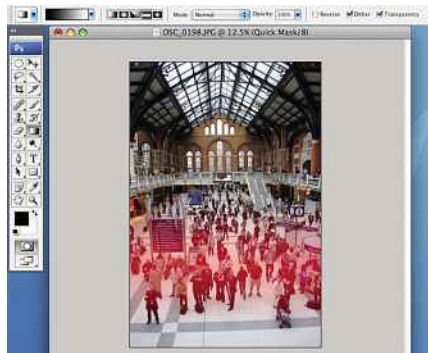 Mode: Normal Opacity: 100% Reverse Dither Transparency
DSC_0198.JPG @ 12.5% (Quick Mask/8)
Ps
T